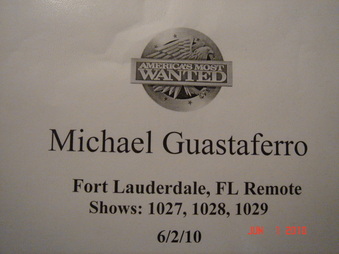 AMERICA'S MOST
WANTED
Michael Guastaferro
Fort Lauderdale, FL Remote
Shows: 1027, 1028, 1029
6/2/10